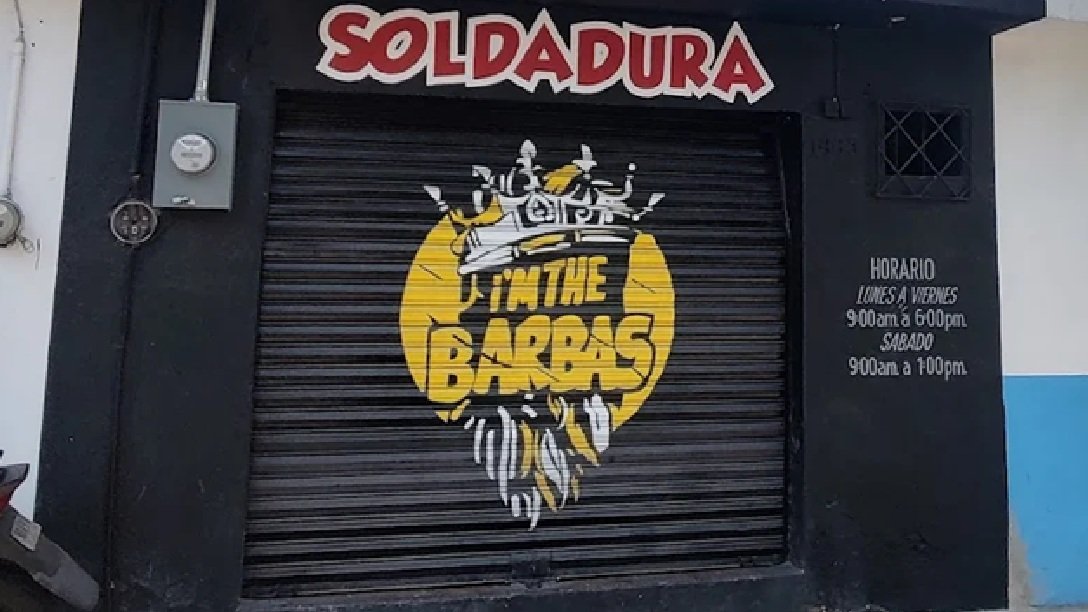 SOLDADURA
I'M THE
BARBAS
HORARIO
LUNES A VIERNES
9:00am. a 6:00pm.
SABADO
9:00am. a 1:00pm.